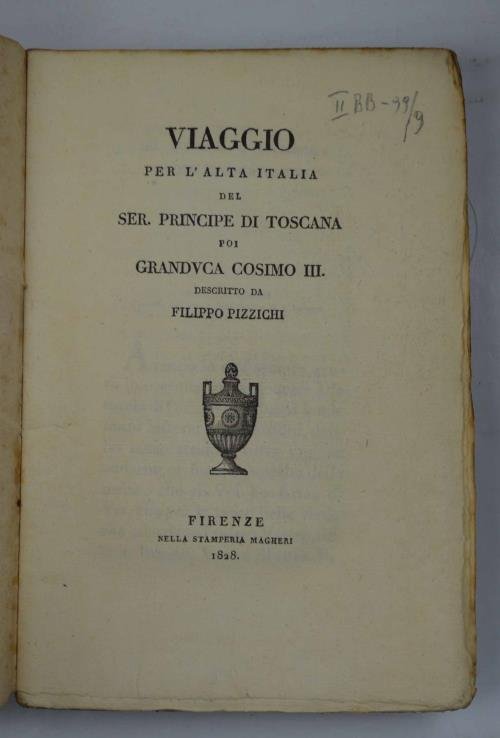 II BB-99/9
VIAGGIO
PER L'ALTA ITALIA
DEL
SER. PRINCIPE DI TOSCANA
POI
GRANDVCA COSIMO III.
DESCRITTO DA
FILIPPO PIZZICHI
FIRENZE
NELLA STAMPERIA MAGHERI
1828.